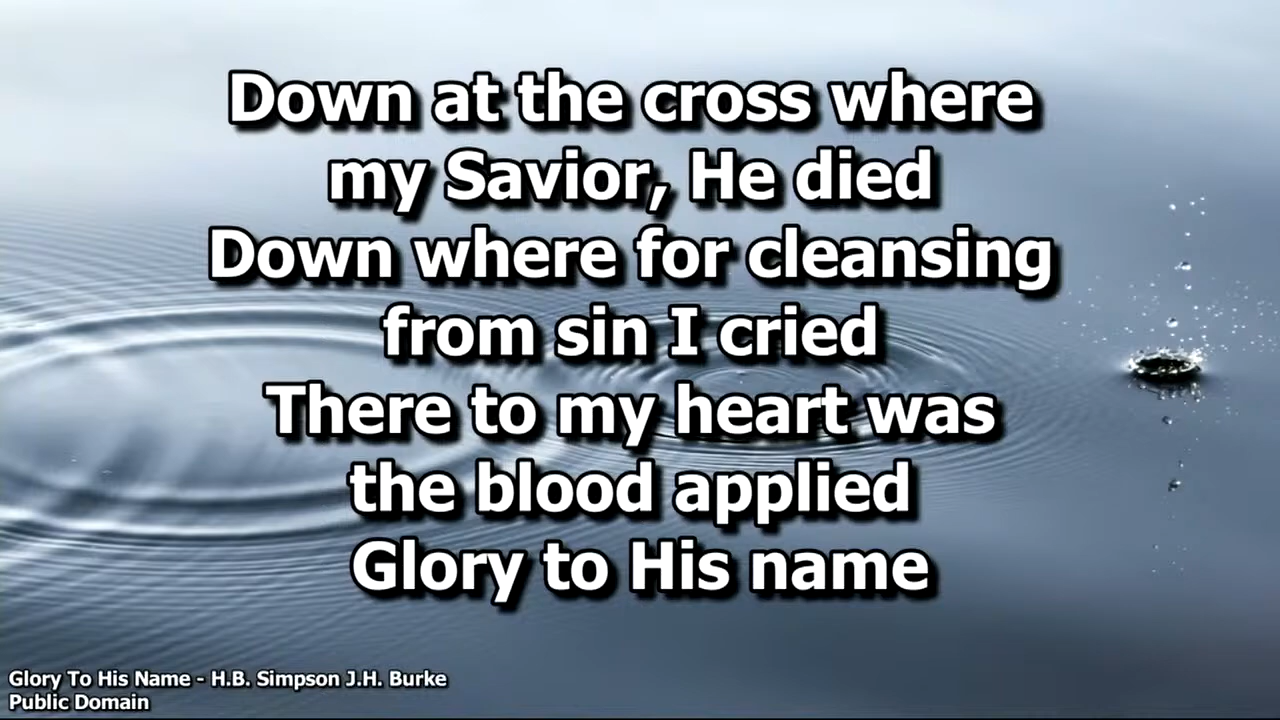 Down at the cross where
my Savior, He died
Down where for cleansing
from sin I cried
There to my heart was
the blood applied
Glory to His name
Glory To His Name - H.B. Simpson J.H. Burke
Public Domain